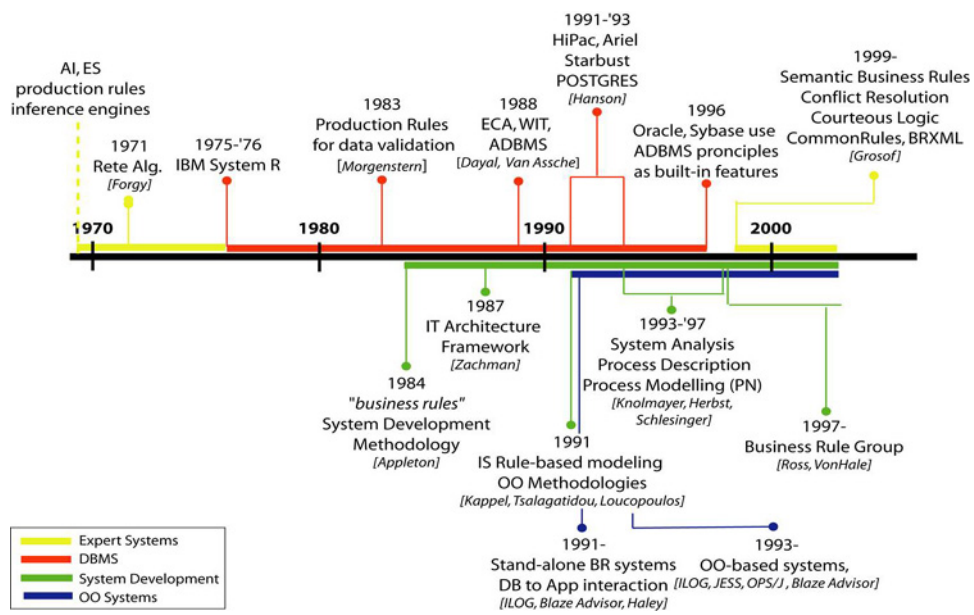 AI, ES
production rules
inference engines
1971
Rete Alg.
[Forgy]
1975-'76
IBM System R
1983
Production Rules
for data validation
[Morgenstern]
1988
ECA, WIT,
ADBMS
[Dayal, Van Assche]
1991-'93
HiPac, Ariel
Starbust
POSTGRES
[Hanson]
1996
Oracle, Sybase use
ADBMS pronciples
as built-in features
1999-
Semantic Business Rules
Conflict Resolution
Courteous Logic
CommonRules, BRXML
[Grosof]
1970
1980
1990
2000
1987
IT Architecture
Framework
[Zachman]
1984
"business rules"
System Development
Methodology
[Appleton]
1991
IS Rule-based modeling
OO Methodologies
[Kappel, Tsalagatidou, Loucopoulos]
1993-'97
System Analysis
Process Description
Process Modelling (PN)
[Knolmayer, Herbst,
Schlesinger]
1997-
Business Rule Group
[Ross, VonHale]
1991-
Stand-alone BR systems
DB to App interaction
[ILOG, Blaze Advisor, Haley]
1993-
OO-based systems,
[ILOG, JESS, OPS/J , Blaze Advisor]
Expert Systems
DBMS
System Development
OO Systems